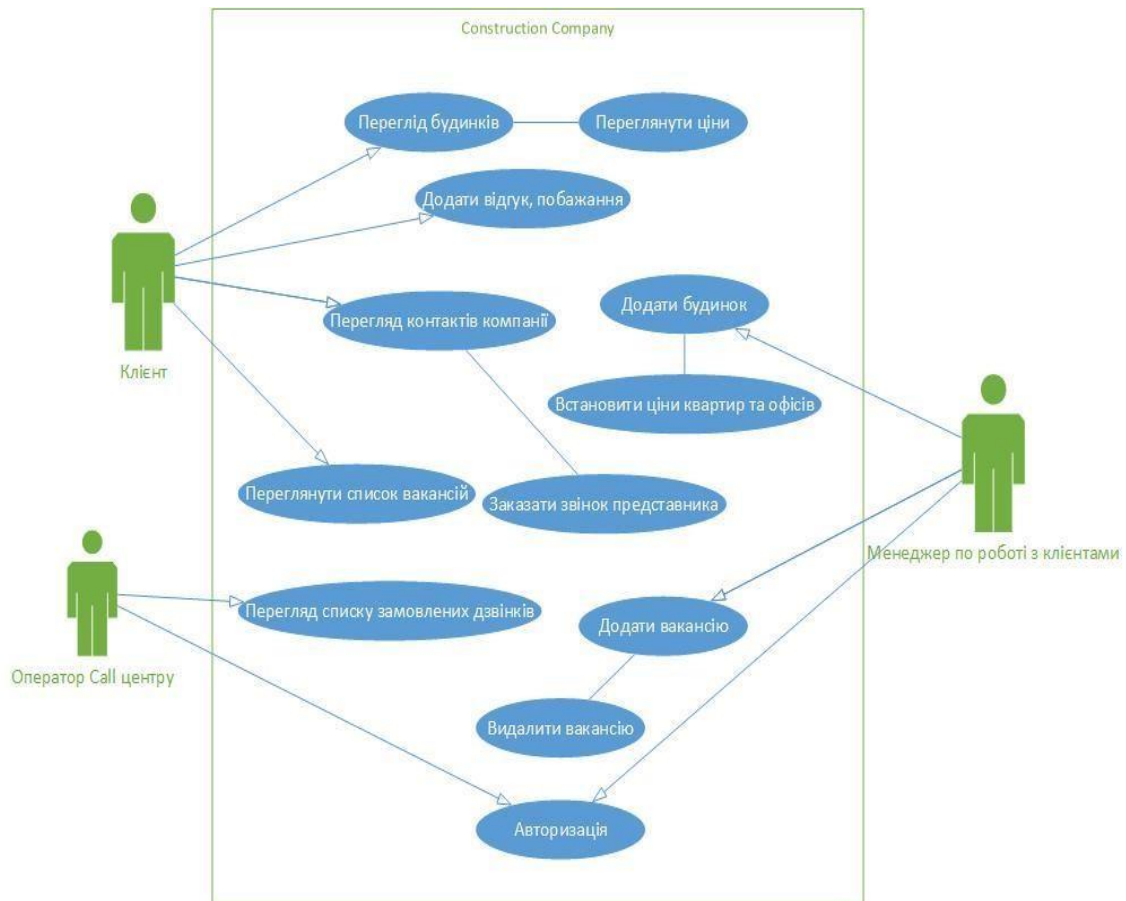 Construction Company
Переглід будинків
Переглянути ціни
Додати відгук, побажання
Клієнт
Перегляд контактів компанії
Додати будинок
Встановити ціни квартир та офісів
Переглянути список вакансій
Заказати звінок представника
Менеджер по роботі з клієнтами
Оператор Call центру
Перегляд списку замовлених дзвінків
Додати вакансію
Видалити вакансію
Авторизація